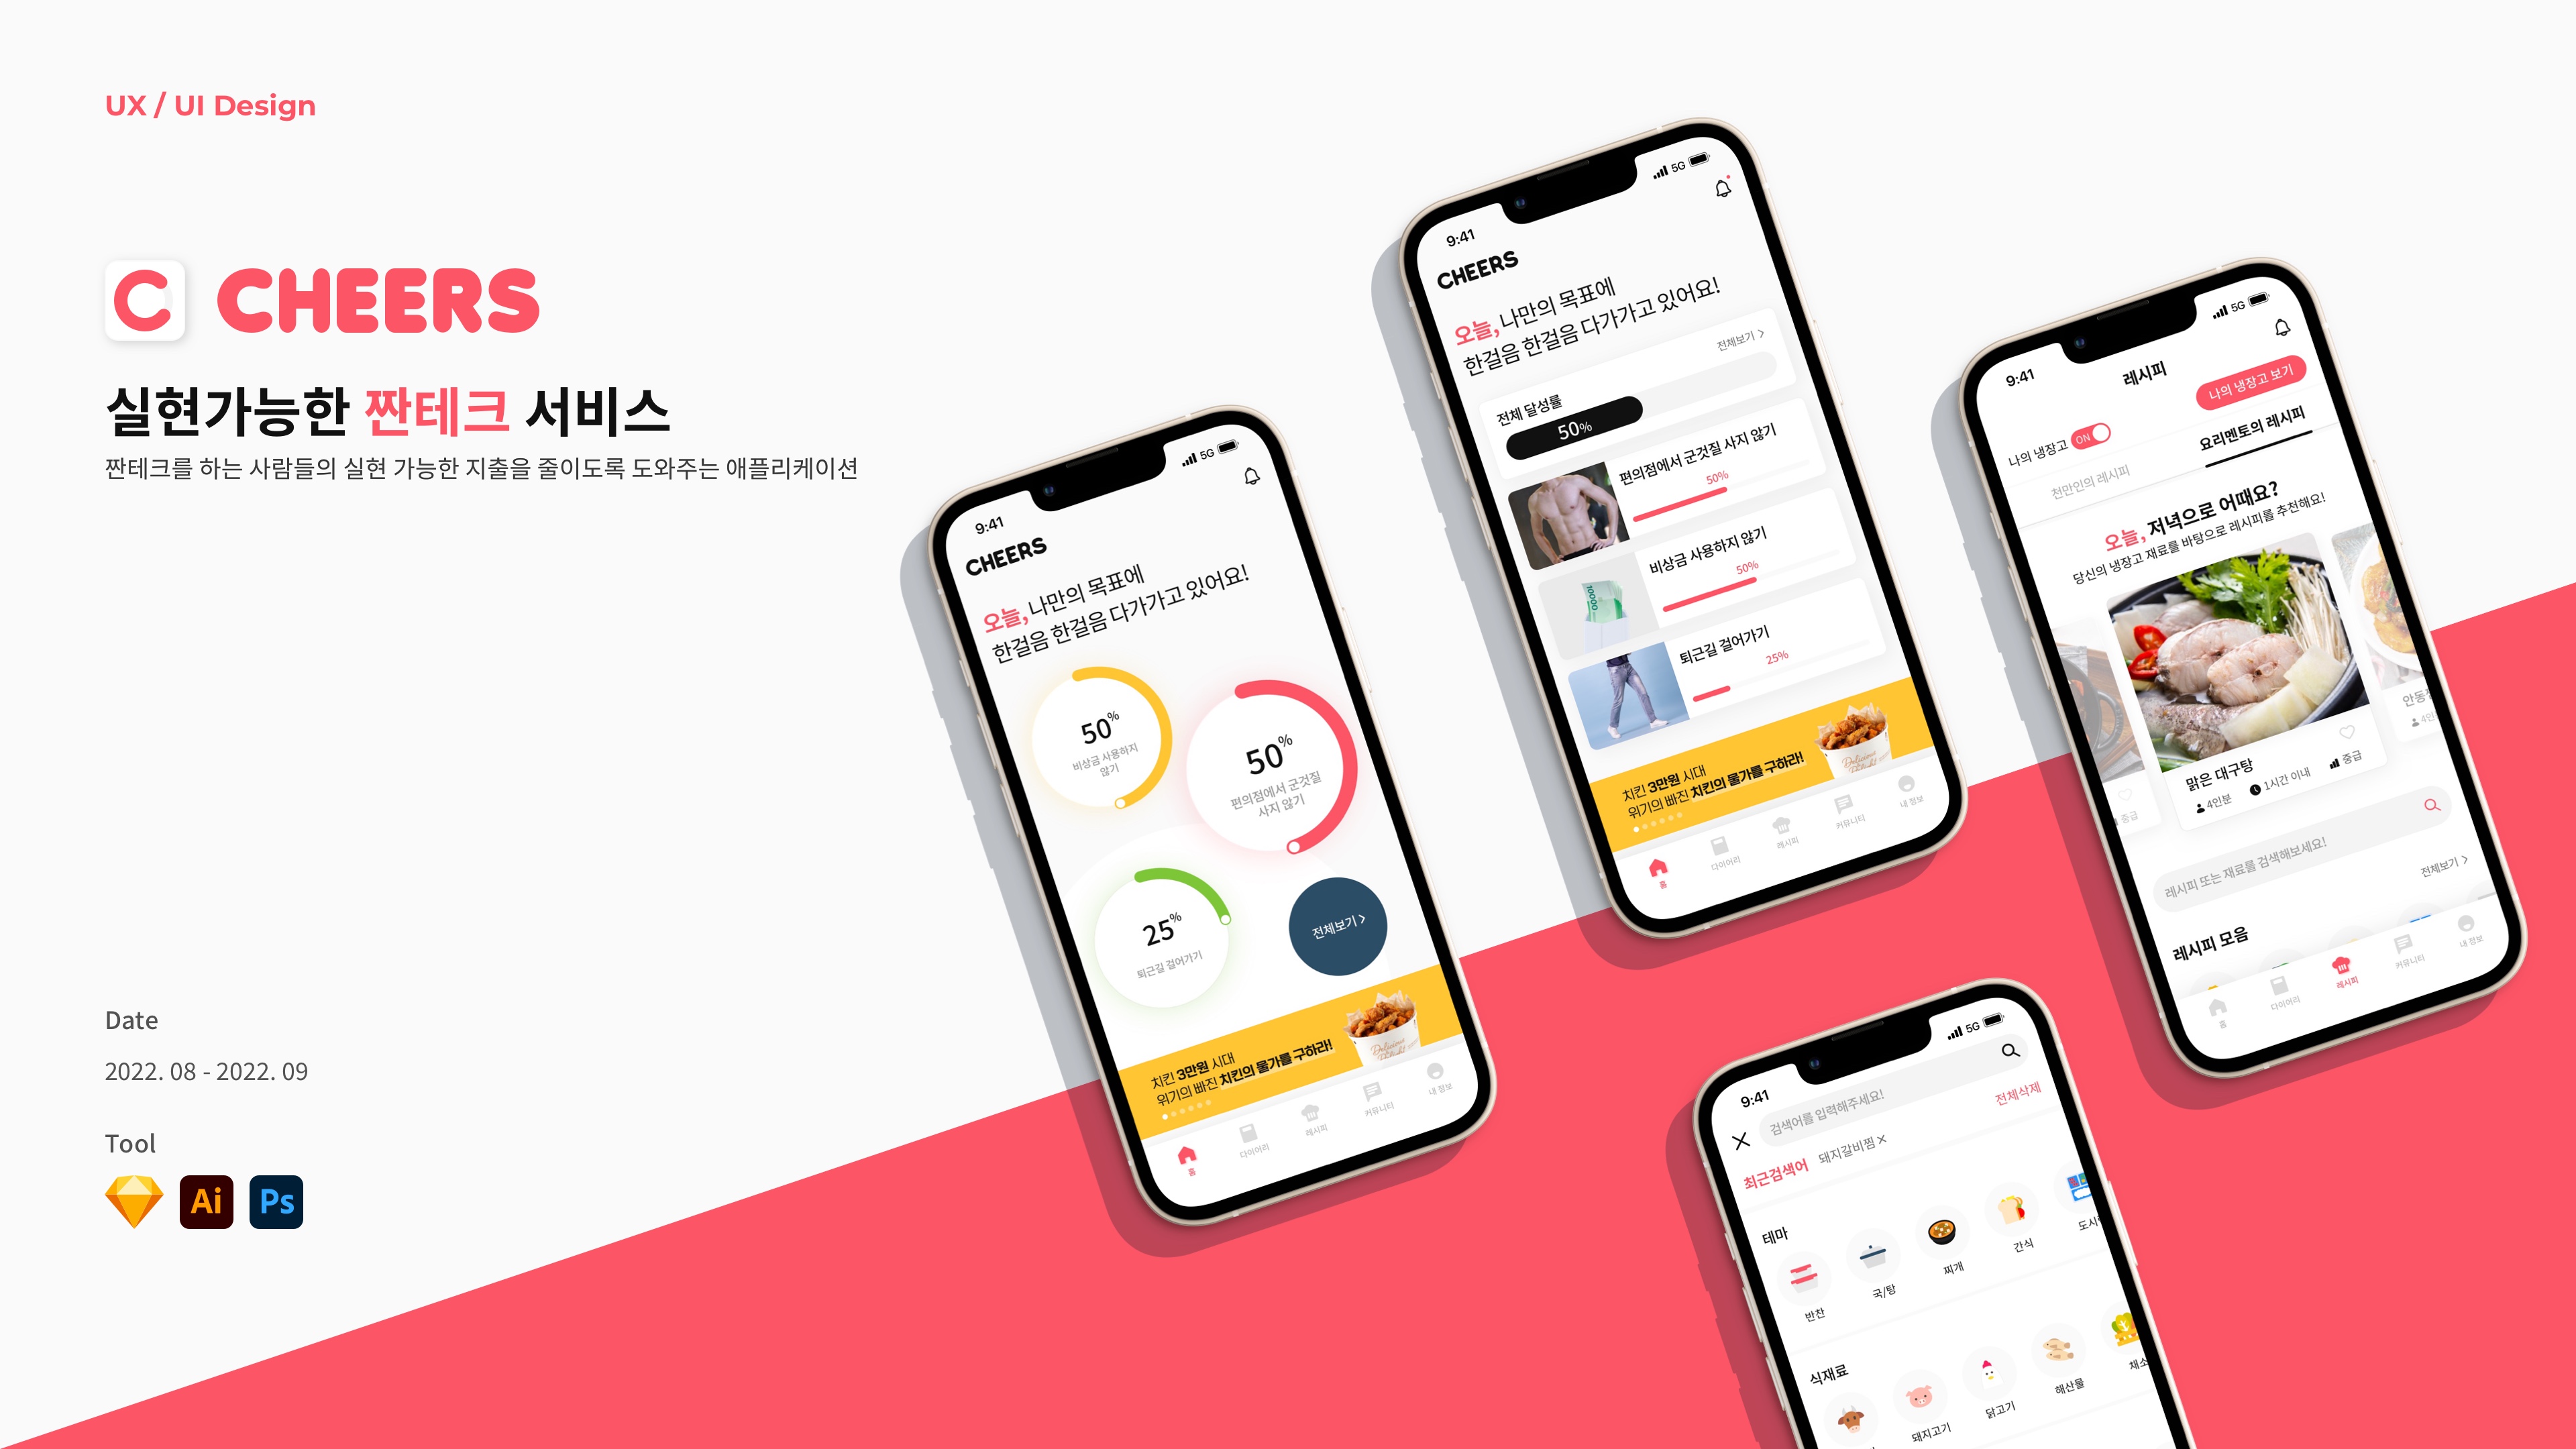 UX / UI Design
C CHEERS
실현가능한 짠테크 서비스
짠테크를 하는 사람들의 실현 가능한 지출을 줄이도록 도와주는 애플리케이션
Date
2022. 08 - 2022. 09
Tool
Ai Ps
9:41 5G
CHEERS
오늘, 나만의 목표에
한걸음 한걸음 다가가고 있어요!
50%
비상금 사용하지
않기
50%
편의점에서 군것질
사지 않기
25%
퇴근길 걸어가기
전체보기 >
치킨 3만원 시대
위기의 빠진 치킨의 물가를 구하라!
홈 다이어리 레시피 커뮤니티 내 정보
9:41 5G
CHEERS
오늘, 나만의 목표에
한걸음 한걸음 다가가고 있어요!
전체보기 >
전체 달성률
50%
편의점에서 군것질 사지 않기
50%
비상금 사용하지 않기
50%
10000
퇴근길 걸어가기
25%
치킨 3만원 시대
위기의 빠진 치킨의 물가를 구하라!
홈 다이어리 레시피 커뮤니티 내 정보
9:41 5G
레시피
나의 냉장고 보기
나의 냉장고 ON
천만인의 레시피 요리멘토의 레시피
오늘, 저녁으로 어때요?
당신의 냉장고 재료를 바탕으로 레시피를 추천해요!
중급
맑은 대구탕
4인분 1시간 이내 중급
안동
4인
레시피 또는 재료를 검색해보세요!
전체보기 >
레시피 모음
홈 다이어리 레시피 커뮤니티 내 정보
9:41 5G
검색어를 입력해주세요!
최근검색어 돼지갈비찜 × 전체삭제
테마
반찬 국/탕 찌개 간식 도시
식재료
돼지고기 닭고기 해산물 채소